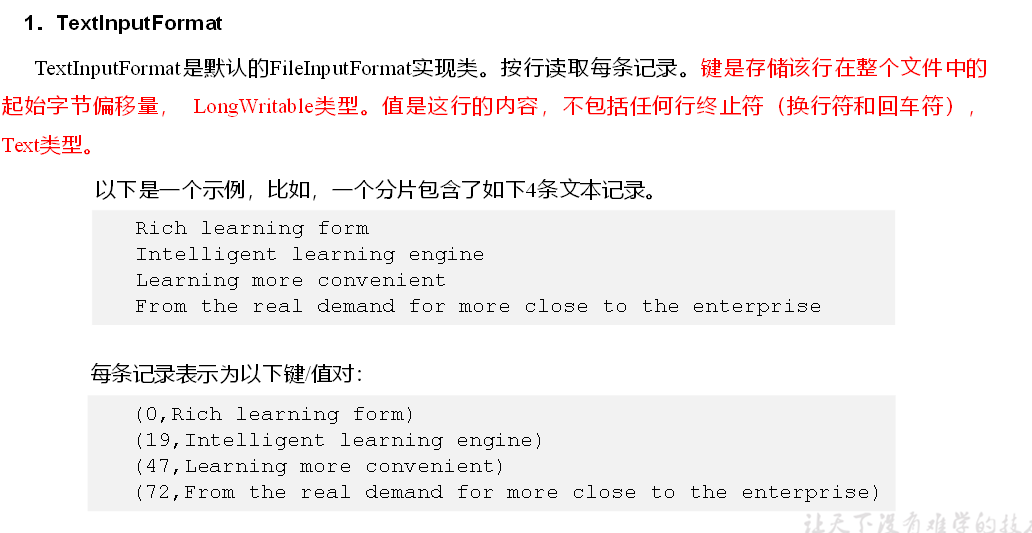 1. TextInputFormat
TextInputFormat是默认的FileInputFormat实现类。按行读取每条记录。键是存储该行在整个文件中的
起始字节偏移量， LongWritable类型。值是这行的内容，不包括任何行终止符（换行符和回车符），
Text类型。
以下是一个示例，比如，一个分片包含了如下4条文本记录。
Rich learning form
Intelligent learning engine
Learning more convenient
From the real demand for more close to the enterprise
每条记录表示为以下键/值对：
(0,Rich learning form)
(19,Intelligent learning engine)
(47,Learning more convenient)
(72,From the real demand for more close to the enterprise)
让天下没有难学的技术